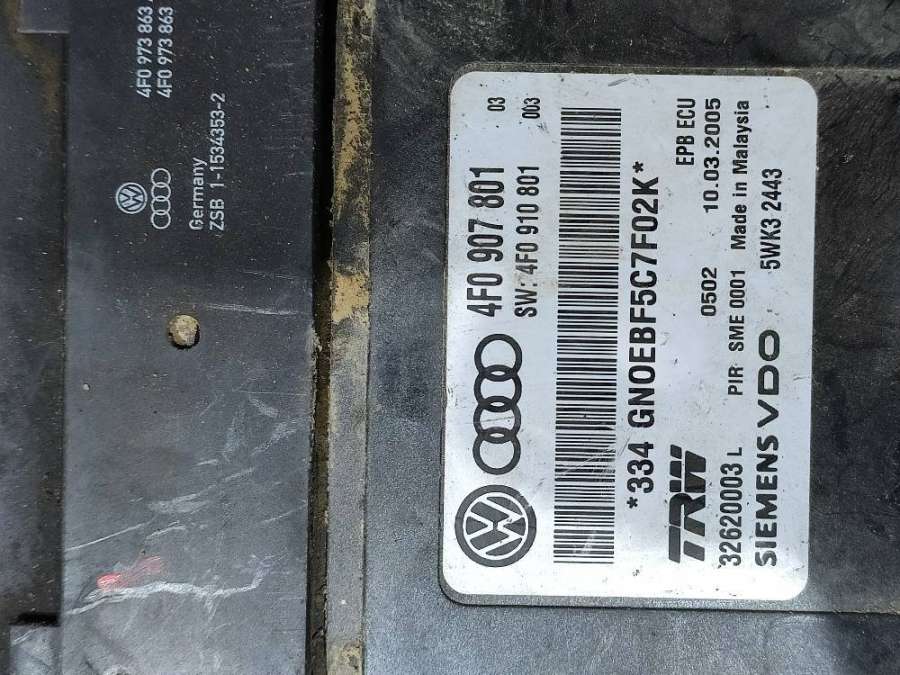 4F0 973 863
4F0 973 863
Germany
ZSB 1-1534353-2
4F0 907 801 03
SW: 4F0 910 801 003
*334 GN0EBF5C7F02K*
TRW EPB ECU
0502 10.03.2005
32620003 L PIR SME 0001 Made in Malaysia
SIEMENS VDO 5WK3 2443